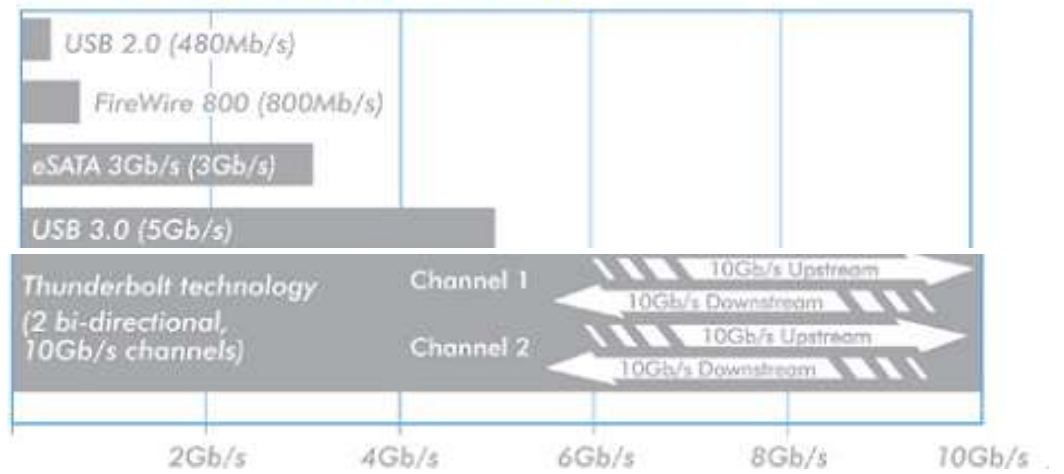 USB 2.0 (480Mb/s)
FireWire 800 (800Mb/s)
eSATA 3Gb/s (3Gb/s)
USB 3.0 (5Gb/s)
Thunderbolt technology
(2 bi-directional,
10Gb/s channels)
Channel 1
10Gb/s Upstream
10Gb/s Downstream
Channel 2
10Gb/s Upstream
10Gb/s Downstream
2Gb/s 4Gb/s 6Gb/s 8Gb/s 10Gb/s